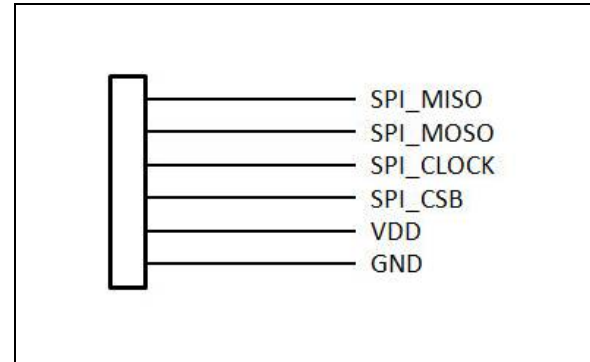 SPI_MISO
SPI_MOSO
SPI_CLOCK
SPI_CSB
VDD
GND